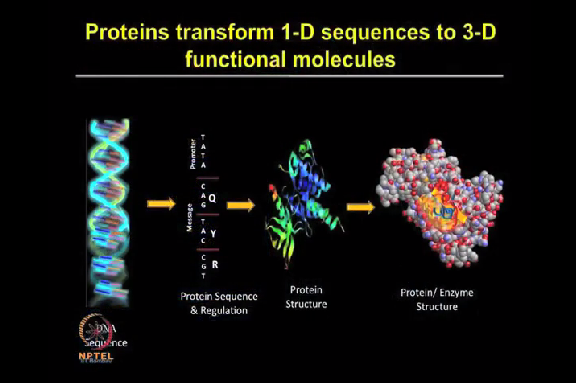 Proteins transform 1-D sequences to 3-D
functional molecules
Promoter
T
A
T
A
Message
C
A
G
Q
T
A
C
Y
C
G
T
R
Protein Sequence
& Regulation
Protein
Structure
Protein/ Enzyme
Structure
DNA
Sequence
NPTEL